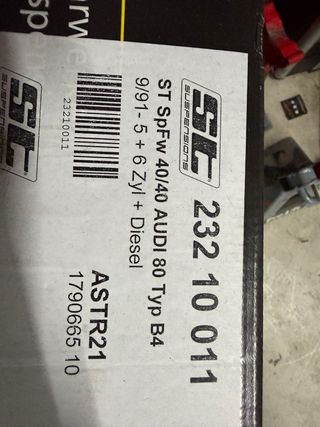 ST
SUSPENSIONS
232 10 011
ST SpFw 40/40 AUDI 80 Typ B4
9/91- 5 + 6 Zyl + Diesel
23210011
ASTR21
1790665 10
ST
SUSPENSIONS